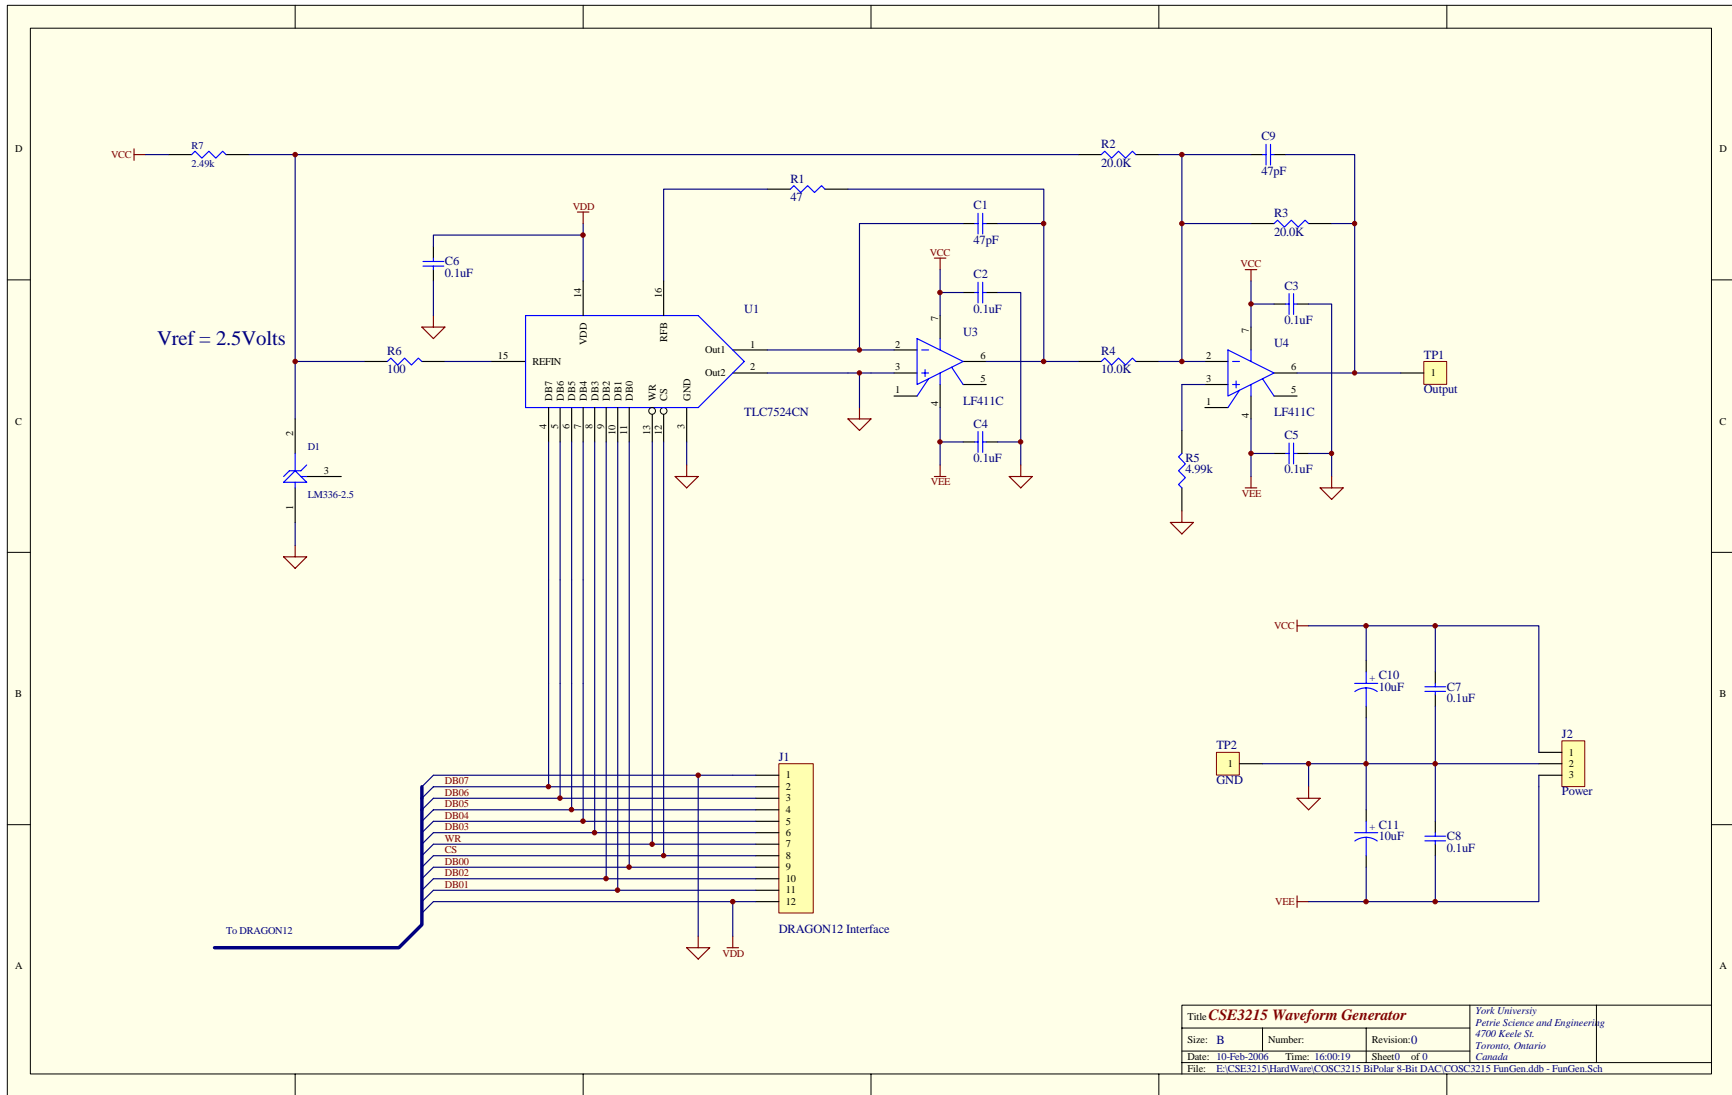 D
D
C
C
B
B
A
A
VCC
R7
2.49k
R2
20.0K
C9
47pF
R1
47
C1
47pF
R3
20.0K
VDD
C6
0.1uF
14
16
VCC
C2
0.1uF
VCC
C3
0.1uF
Vref = 2.5Volts
R6
100
15
REFIN
VDD
RFB
U1
Out1
1
Out2
2
TLC7524CN
DB7
DB6
DB5
DB4
DB3
DB2
DB1
DB0
WR
CS
GND
4
5
6
7
8
9
10
11
13
12
3
7
U3
2
3
6
5
1
4
LF411C
C4
0.1uF
VEE
R4
10.0K
7
U4
2
3
6
5
1
4
LF411C
C5
0.1uF
VEE
R5
4.99k
TP1
1
Output
2
D1
3
LM336-2.5
1
VCC
C10
+
10uF
C7
0.1uF
TP2
1
GND
J2
1
2
3
Power
C11
+
10uF
C8
0.1uF
VEE
J1
DB07
DB06
DB05
DB04
DB03
WR
CS
DB00
DB02
DB01
1
2
3
4
5
6
7
8
9
10
11
12
DRAGON12 Interface
To DRAGON12
VDD
Title CSE3215 Waveform Generator
Size: B Number: Revision:0
Date: 10-Feb-2006 Time: 16:00:19 Sheet0 of 0
File: E:\CSE3215\HardWare\COSC3215 BiPolar 8-Bit DAC\COSC3215 FunGen.ddb - FunGen.Sch
York Universiy
Petrie Science and Engineering
4700 Keele St.
Toronto, Ontario
Canada